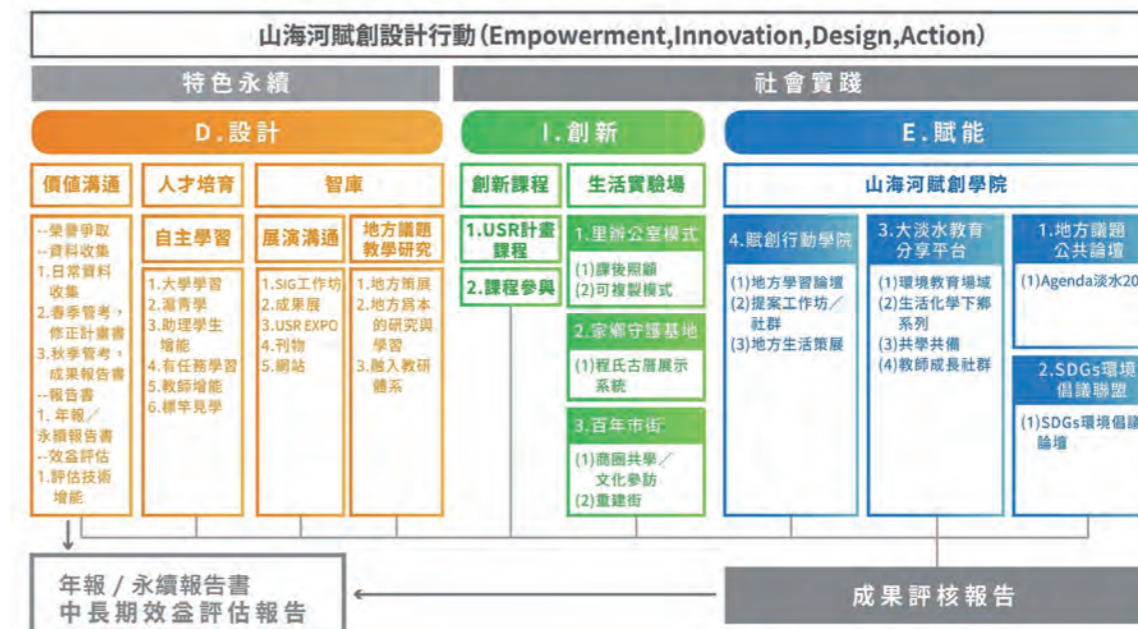 山海河賦創設計行動(Empowerment,Innovation,Design,Action)
特色永續
社會實踐
D.設計
I.創新
E.賦能
價值溝通
人才培育
智庫
創新課程
生活實驗場
山海河賦創學院
--榮譽爭取
--資料收集
1.日常資料
收集
2.春季管考，
修正計畫書
3.秋季管考，
成果報告書
--報告書
1. 年報／
永續報告書
--效益評估
1.評估技術
增能
自主學習
1.大學學習
2.滬青學
3.助理學生
增能
4.有任務學習
5.教師增能
6.標竿見學
展演溝通
1.SIG工作坊
2.成果展
3.USR EXPO
4.刊物
5.網站
地方議題
教學研究
1.地方策展
2.地方為本
的研究與
學習
3.融入教研
體系
1.USR計畫
課程
2.課程參與
1.里辦公室模式
(1)課後照顧
(2)可複製模式
2.家鄉守護基地
(1)程氏古厝展示
系統
3.百年市街
(1)商圈共學／
文化參訪
(2)重建街
4.賦創行動學院
(1)地方學習論壇
(2)提案工作坊／
社群
(3)地方生活策展
3.大淡水教育
分享平台
(1)環境教育場域
(2)生活化學下鄉
系列
(3)共學共備
(4)教師成長社群
1.地方議題
公共論壇
(1)Agenda淡水20
2.SDGs環境
倡議聯盟
(1)SDGs環境倡議
論壇
年報 / 永續報告書
中長期效益評估報告
成果評核報告